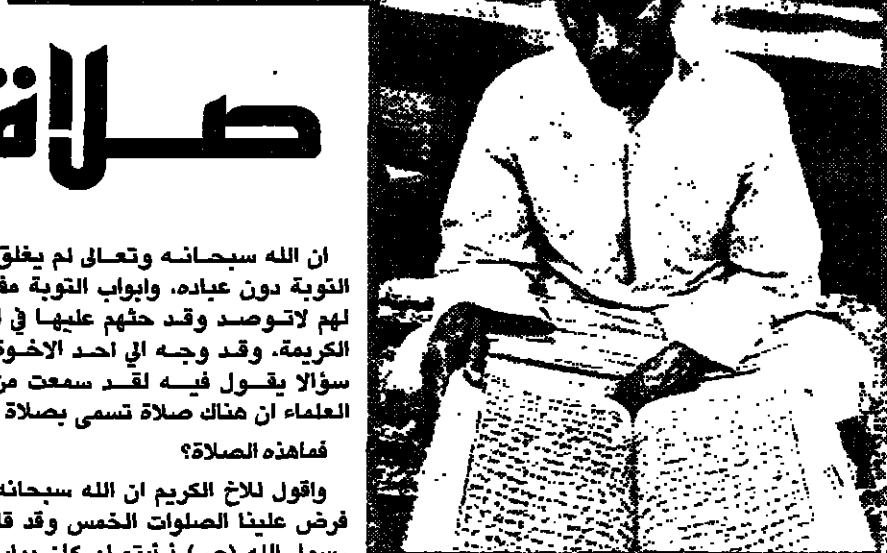 صلاة
ان الله سبحانه وتعالى لم يغلق
التوبة دون عباده، وابواب التوبة
لهم لاتوصد وقد حثهم عليها في
الكريمة. وقد وجه الي احد الاخوة
سؤالا يقول فيه لقد سمعت من
العلماء ان هناك صلاة تسمى بصلاة
فماهذه الصلاة؟
واقول للاخ الكريم ان الله سبحانه
فرض علينا الصلوات الخمس وقد